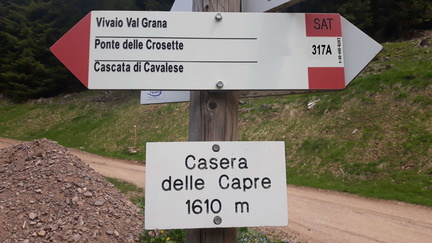 Vivaio Val Grana
SAT
Ponte delle Crosette
317A
Cascata di Cavalese
Casera
delle Capre
1610 m